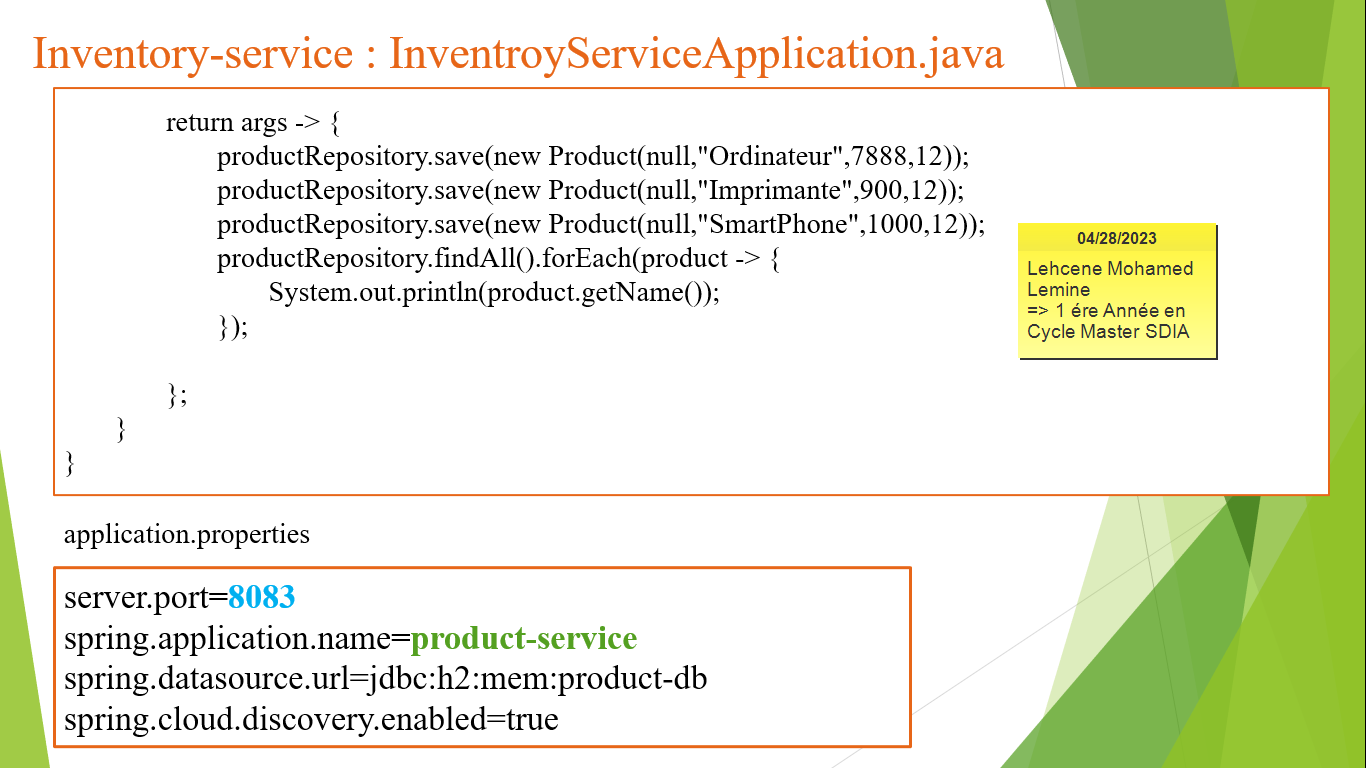 Inventory-service : InventroyServiceApplication.java
return args -> {
productRepository.save(new Product(null,"Ordinateur",7888,12));
productRepository.save(new Product(null,"Imprimante",900,12));
productRepository.save(new Product(null,"SmartPhone",1000,12));
productRepository.findAll().forEach(product -> {
System.out.println(product.getName());
});
};
}
}
04/28/2023
Lehcene Mohamed
Lemine
=> 1 ére Année en
Cycle Master SDIA
application.properties
server.port=8083
spring.application.name=product-service
spring.datasource.url=jdbc:h2:mem:product-db
spring.cloud.discovery.enabled=true